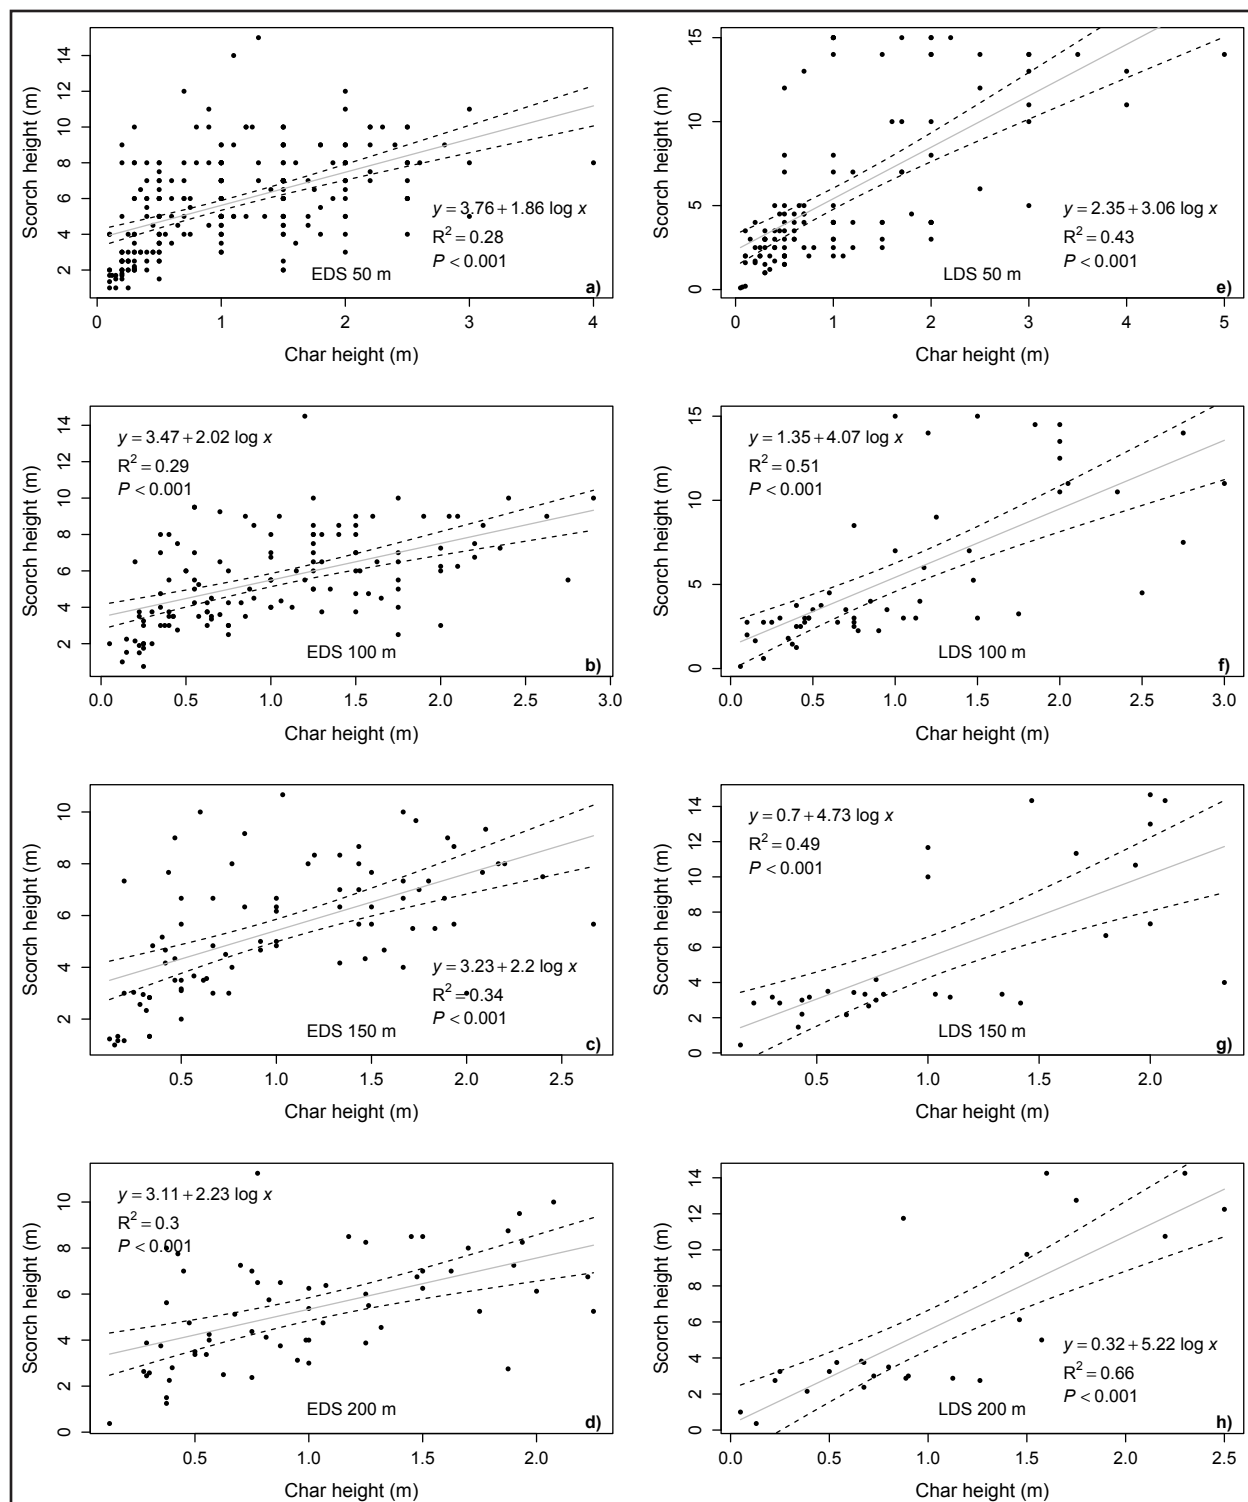 14
12
10
8
6
4
2
Scorch height (m)
y = 3.76 + 1.86 log x
R² = 0.28
P < 0.001
EDS 50 m
a)
0 1 2 3 4
Char height (m)
15
10
5
0
Scorch height (m)
y = 2.35 + 3.06 log x
R² = 0.43
P < 0.001
LDS 50 m
e)
0 1 2 3 4 5
Char height (m)
14
12
10
8
6
4
2
0
Scorch height (m)
y = 3.47 + 2.02 log x
R² = 0.29
P < 0.001
EDS 100 m
b)
0.0 0.5 1.0 1.5 2.0 2.5 3.0
Char height (m)
15
10
5
0
Scorch height (m)
y = 1.35 + 4.07 log x
R² = 0.51
P < 0.001
LDS 100 m
f)
0.0 0.5 1.0 1.5 2.0 2.5 3.0
Char height (m)
10
8
6
4
2
Scorch height (m)
y = 3.23 + 2.2 log x
R² = 0.34
P < 0.001
EDS 150 m
c)
0.5 1.0 1.5 2.0 2.5
Char height (m)
14
12
10
8
6
4
2
0
Scorch height (m)
y = 0.7 + 4.73 log x
R² = 0.49
P < 0.001
LDS 150 m
g)
0.5 1.0 1.5 2.0
Char height (m)
10
8
6
4
2
0
Scorch height (m)
y = 3.11 + 2.23 log x
R² = 0.3
P < 0.001
EDS 200 m
d)
0.5 1.0 1.5 2.0
Char height (m)
14
12
10
8
6
4
2
0
Scorch height (m)
y = 0.32 + 5.22 log x
R² = 0.66
P < 0.001
LDS 200 m
h)
0.0 0.5 1.0 1.5 2.0 2.5
Char height (m)